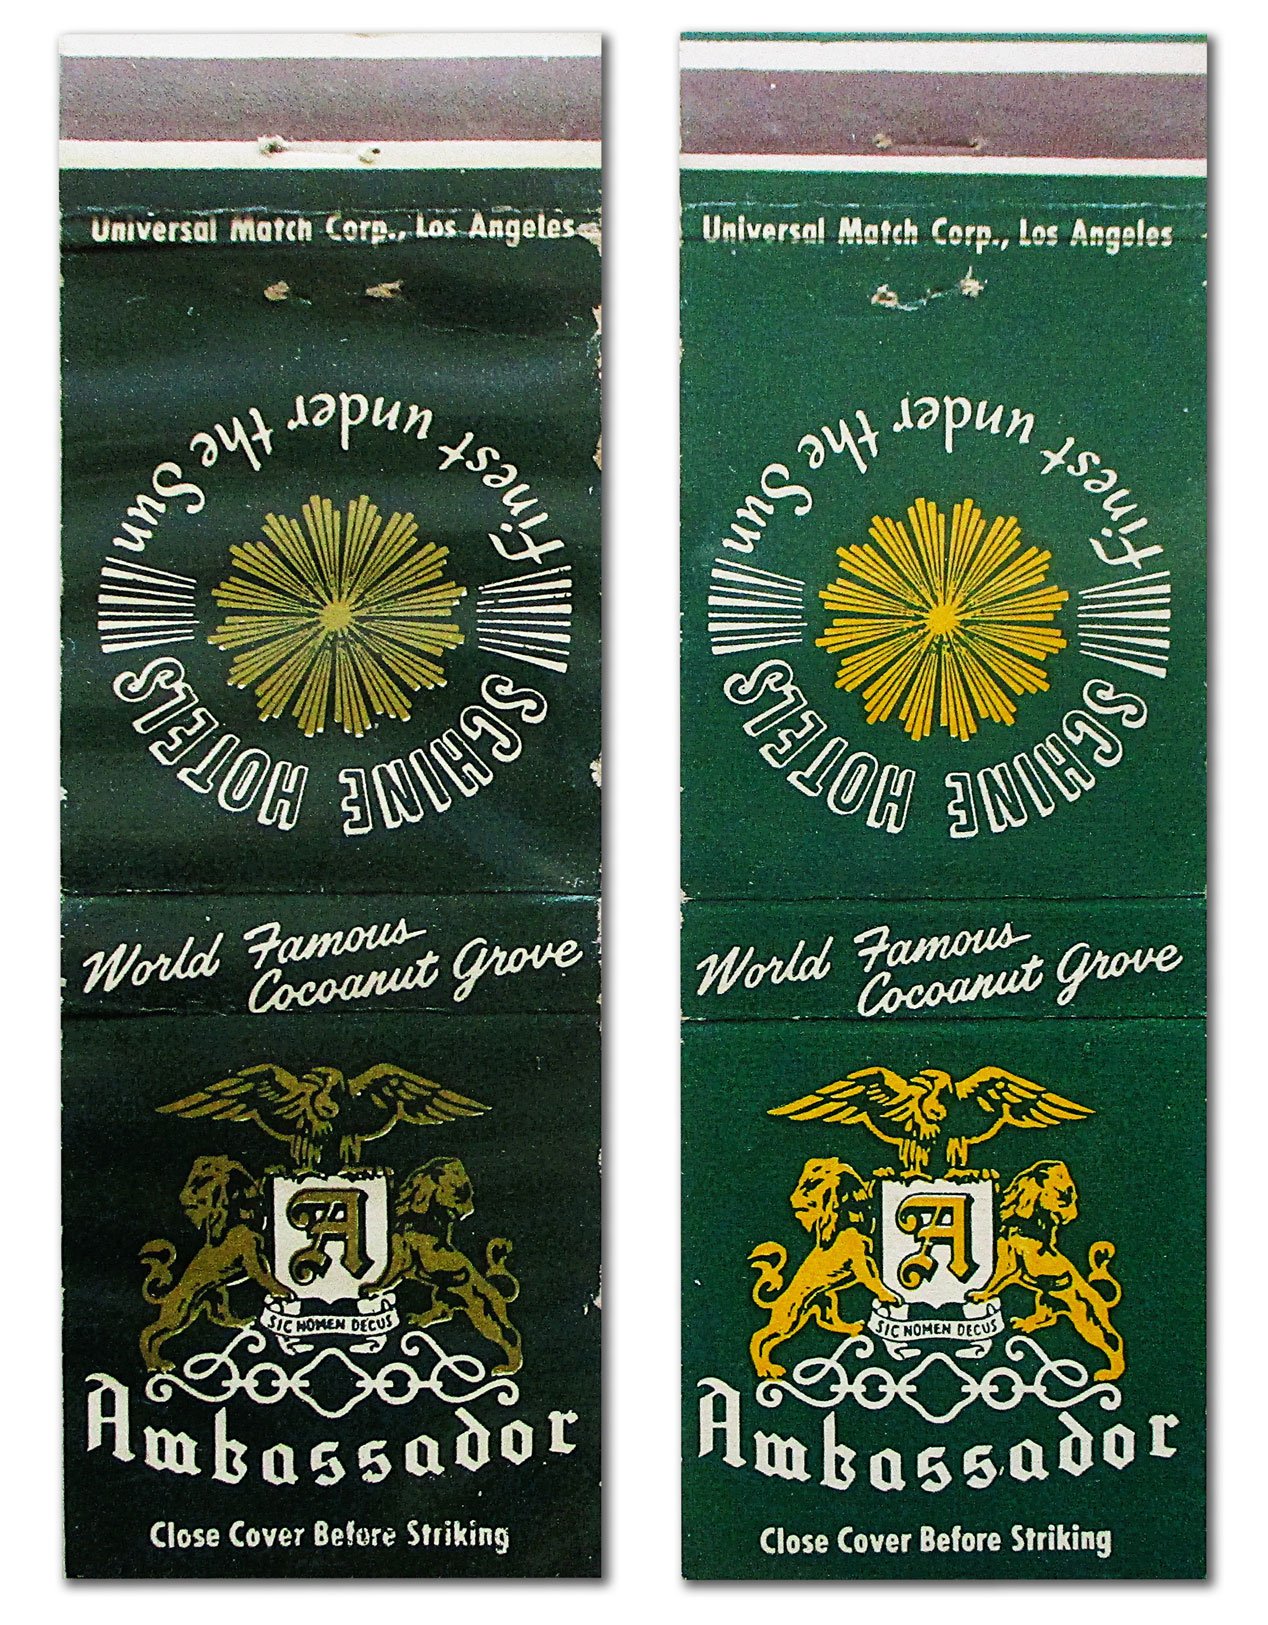 Universal Match Corp., Los Angeles
Finest under the Sun
SCHINE HOTELS
World Famous
Cocoanut Grove
A
SIC NOMEN DECUS
Ambassador
Close Cover Before Striking
Universal Match Corp., Los Angeles
Finest under the Sun
SCHINE HOTELS
World Famous
Cocoanut Grove
A
SIC NOMEN DECUS
Ambassador
Close Cover Before Striking